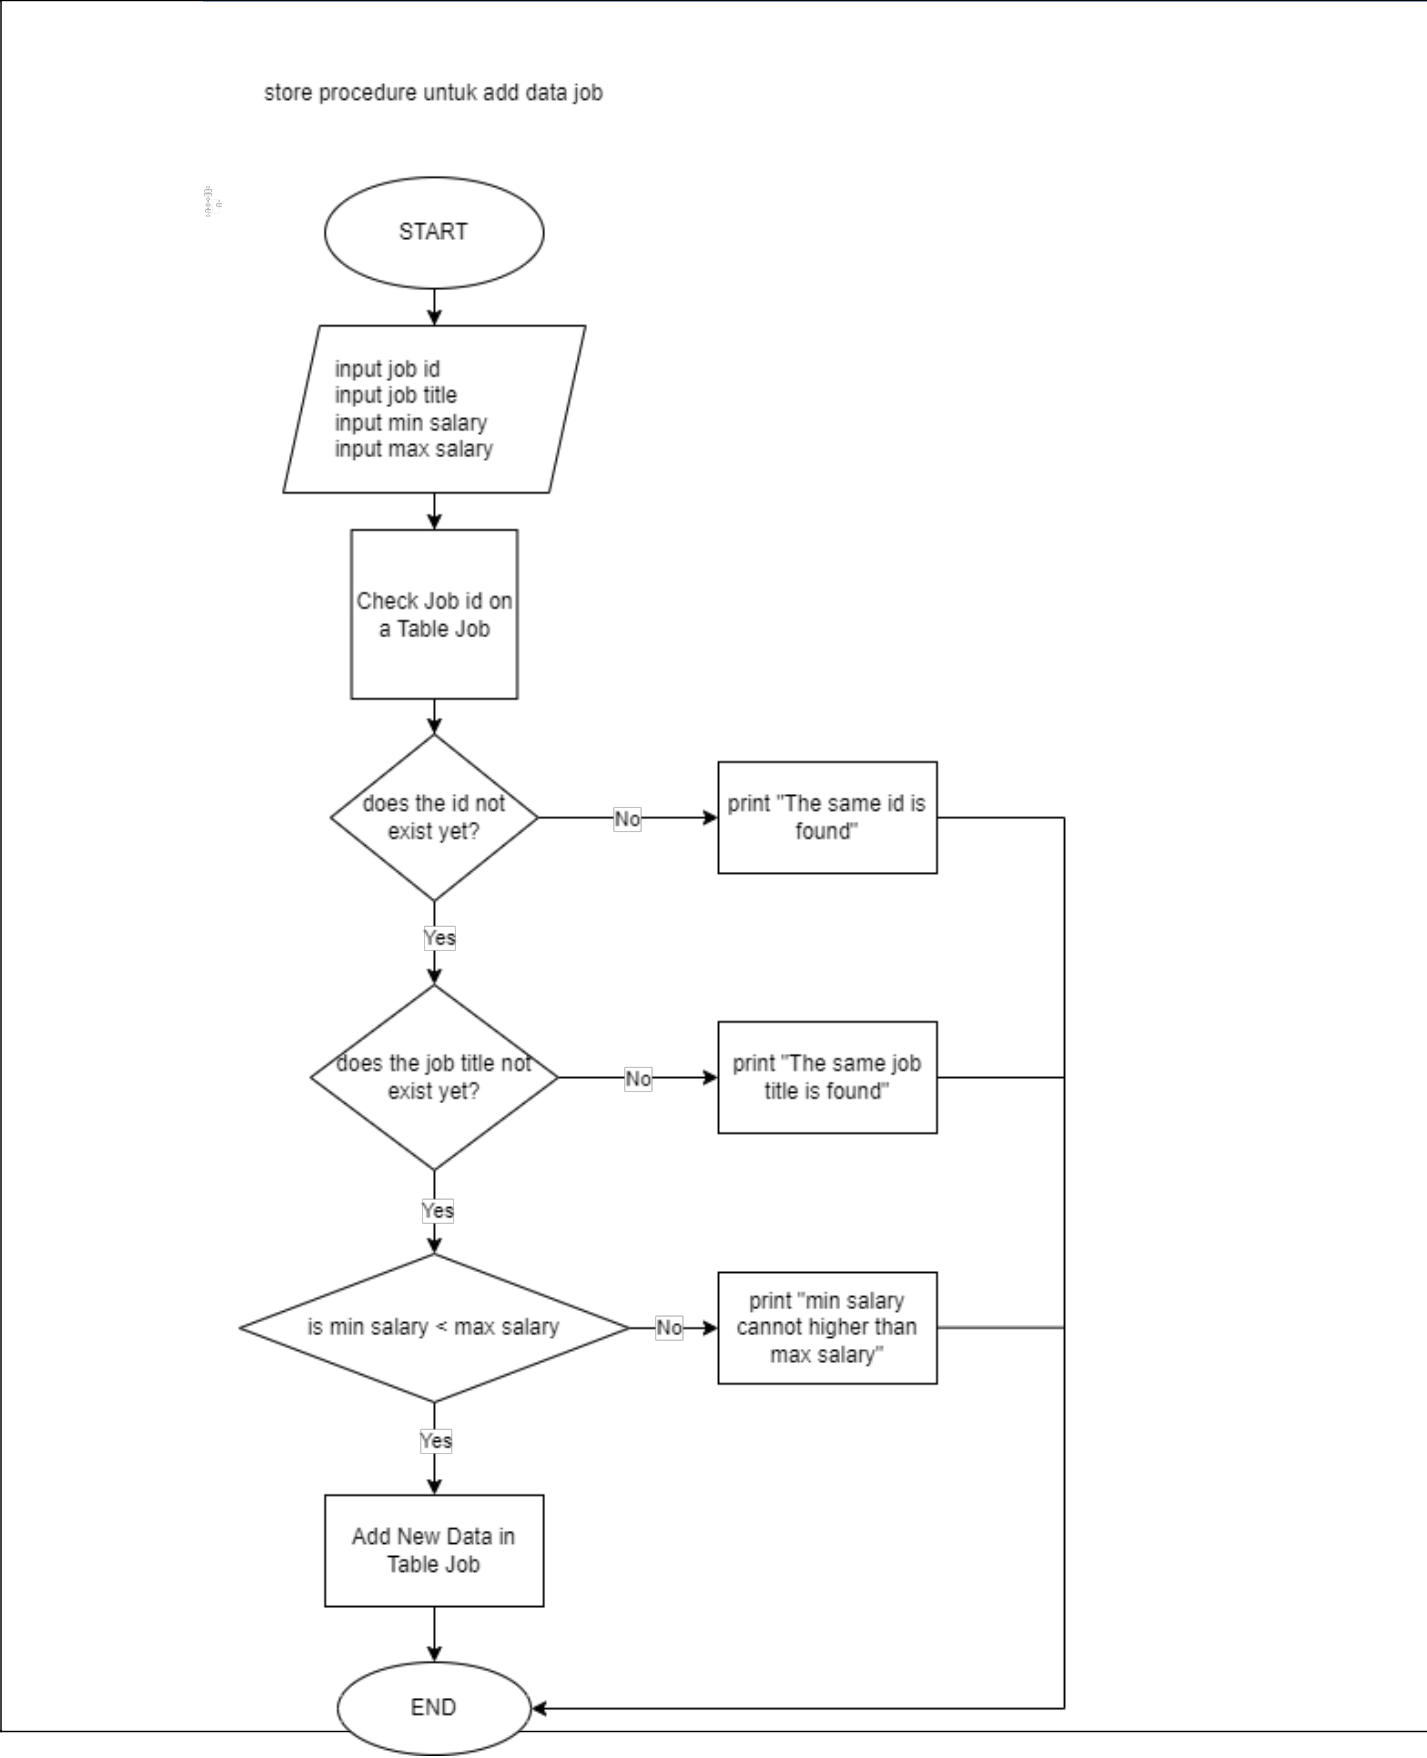 store procedure untuk add data job
START
input job id
input job title
input min salary
input max salary
Check Job id on
a Table Job
does the id not
exist yet?
No
print "The same id is
found"
Yes
does the job title not
exist yet?
No
print "The same job
title is found"
Yes
is min salary < max salary
No
print "min salary
cannot higher than
max salary"
Yes
Add New Data in
Table Job
END